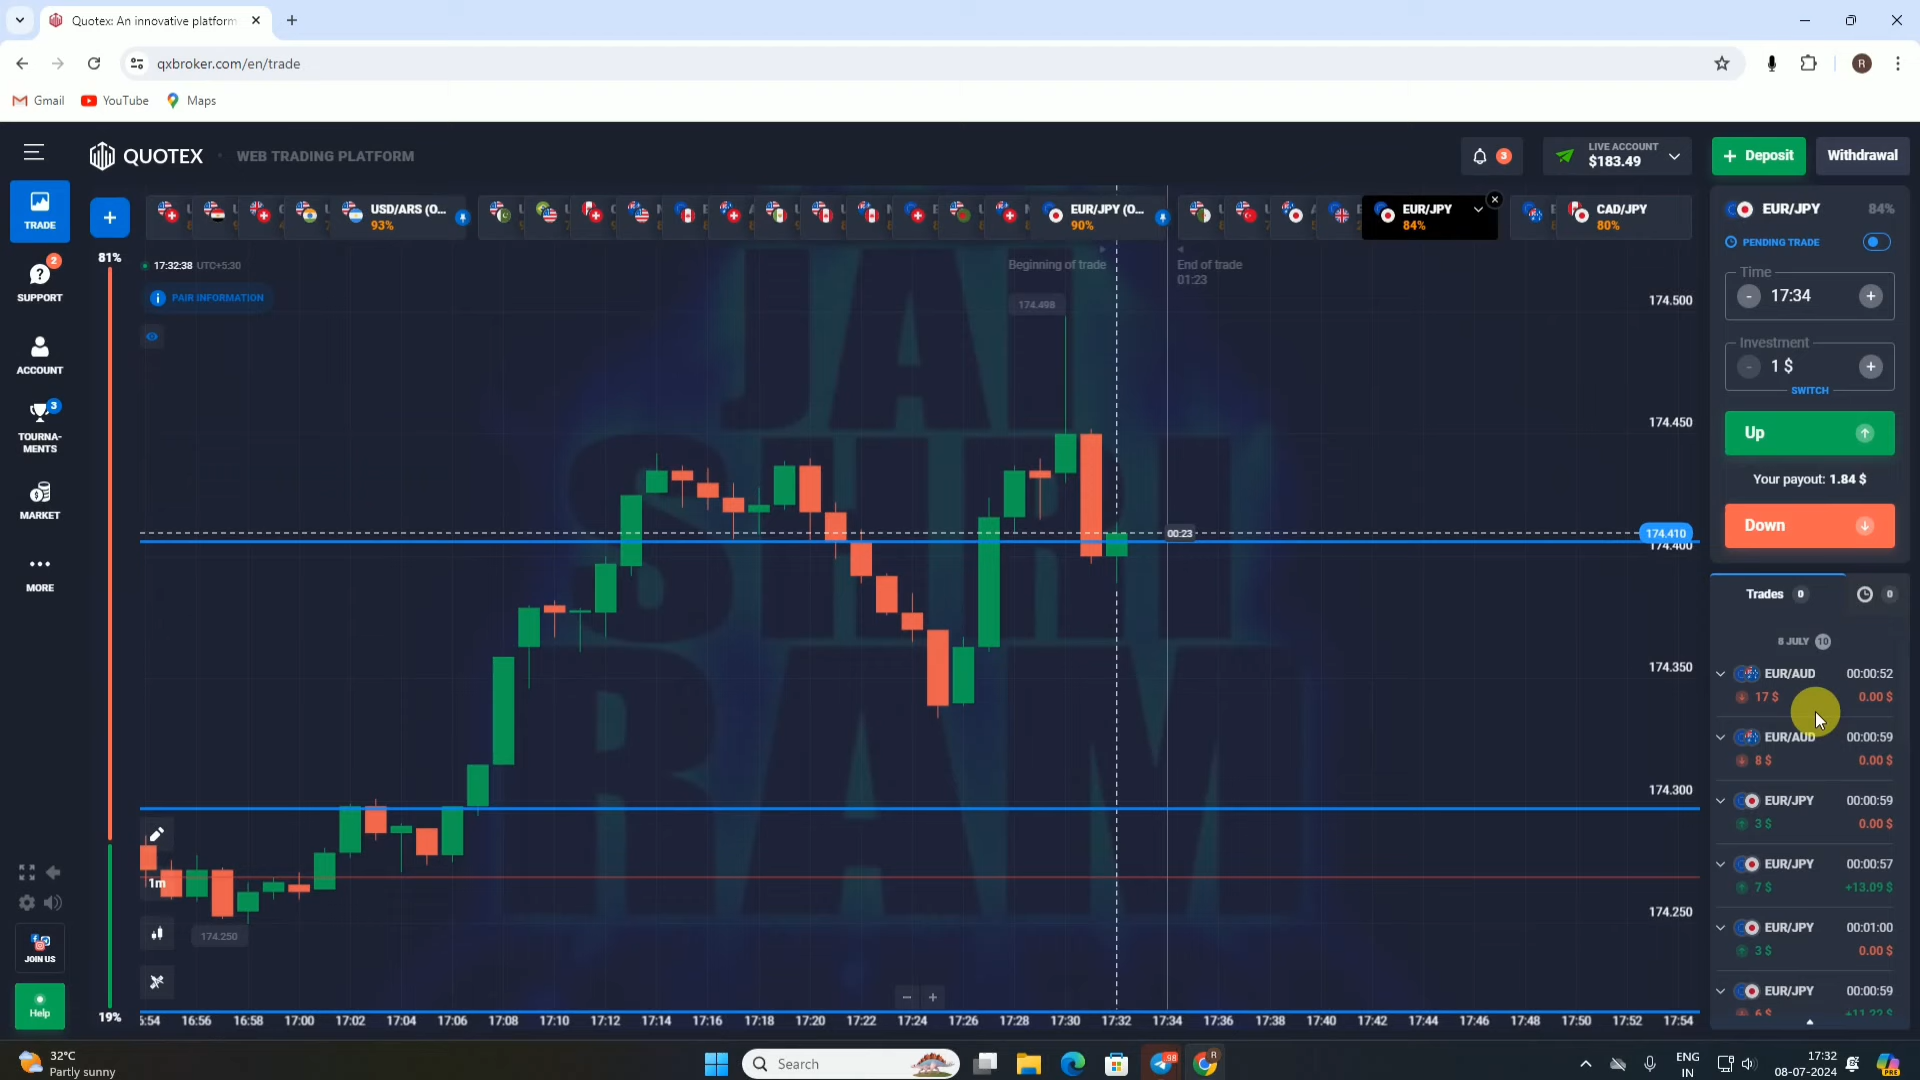 Quotex: An innovative platform
qxbroker.com/en/trade
Gmail
YouTube
Maps
QUOTEX
WEB TRADING PLATFORM
3
LIVE ACCOUNT
$183.49
+ Deposit
Withdrawal
TRADE
+
USD/ARS (O...
93%
EUR/JPY (O...
90%
EUR/JPY
84%
CAD/JPY
80%
81%
17:32:38 UTC+5:30
PAIR INFORMATION
Beginning of trade
End of trade
01:23
174.498
2
SUPPORT
ACCOUNT
3
TOURNA-
MENTS
MARKET
MORE
JOIN US
Help
19%
JAI
SHRI
RAM
174.500
174.450
00:23
174.410
174.400
174.350
174.300
174.250
174.250
1m
EUR/JPY
84%
PENDING TRADE
Time
- 17:34 +
Investment
- 1 $ +
SWITCH
Up
Your payout: 1.84 $
Down
Trades 0
0
8 JULY 10
EUR/AUD 00:00:52
17 $ 0.00 $
EUR/AUD 00:00:59
8 $ 0.00 $
EUR/JPY 00:00:59
3 $ 0.00 $
EUR/JPY 00:00:57
7 $ +13.09 $
EUR/JPY 00:01:00
3 $ 0.00 $
EUR/JPY 00:00:59
6 $ +11.22 $
16:56 16:58 17:00 17:02 17:04 17:06 17:08 17:10 17:12 17:14 17:16 17:18 17:20 17:22 17:24 17:26 17:28 17:30 17:32 17:34 17:36 17:38 17:40 17:42 17:44 17:46 17:48 17:50 17:52 17:54
32°C
Partly sunny
Search
98
ENG
IN
17:32
08-07-2024